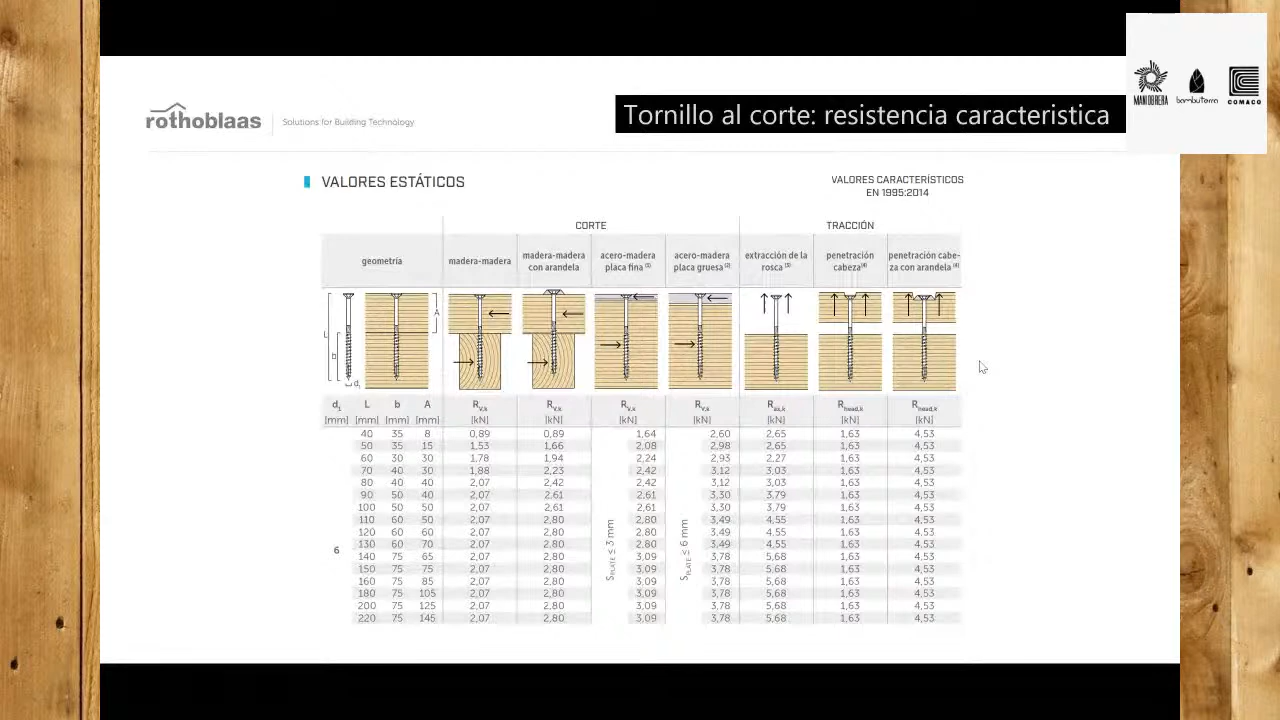 MANI OBRERA
bambuterra
COMACO
rothoblaas
Solutions for Building Technology
Tornillo al corte: resistencia caracteristica
VALORES ESTÁTICOS
VALORES CARACTERÍSTICOS
EN 1995:2014
CORTE
TRACCIÓN
geometría
madera-madera
madera-madera
con arandela
acero-madera
placa fina (1)
acero-madera
placa gruesa (2)
extracción de la
rosca (3)
penetración
cabeza(4)
penetración cabe-
za con arandela (4)
L
b
d1
A
d1 L b A Rv,k Rv,k Rv,k Rv,k Rax,k Rhead,k Rhead,k
[mm] [mm] [mm] [mm] [kN] [kN] [kN] [kN] [kN] [kN] [kN]
40 35 8 0,89 0,89 1,64 2,60 2,65 1,63 4,53
50 35 15 1,53 1,66 2,08 2,98 2,65 1,63 4,53
60 30 30 1,78 1,94 2,24 2,93 2,27 1,63 4,53
70 40 30 1,88 2,23 2,42 3,12 3,03 1,63 4,53
80 40 40 2,07 2,42 2,42 3,12 3,03 1,63 4,53
90 50 40 2,07 2,61 2,61 3,30 3,79 1,63 4,53
100 50 50 2,07 2,61 2,61 3,30 3,79 1,63 4,53
110 60 50 2,07 2,80 2,80 3,49 4,55 1,63 4,53
120 60 60 2,07 2,80 2,80 3,49 4,55 1,63 4,53
130 60 70 2,07 2,80 2,80 3,49 4,55 1,63 4,53
140 75 65 2,07 2,80 3,09 3,78 5,68 1,63 4,53
150 75 75 2,07 2,80 3,09 3,78 5,68 1,63 4,53
160 75 85 2,07 2,80 3,09 3,78 5,68 1,63 4,53
180 75 105 2,07 2,80 3,09 3,78 5,68 1,63 4,53
200 75 125 2,07 2,80 3,09 3,78 5,68 1,63 4,53
220 75 145 2,07 2,80 3,09 3,78 5,68 1,63 4,53
6
SPLATE ≤ 3 mm
SPLATE ≤ 6 mm